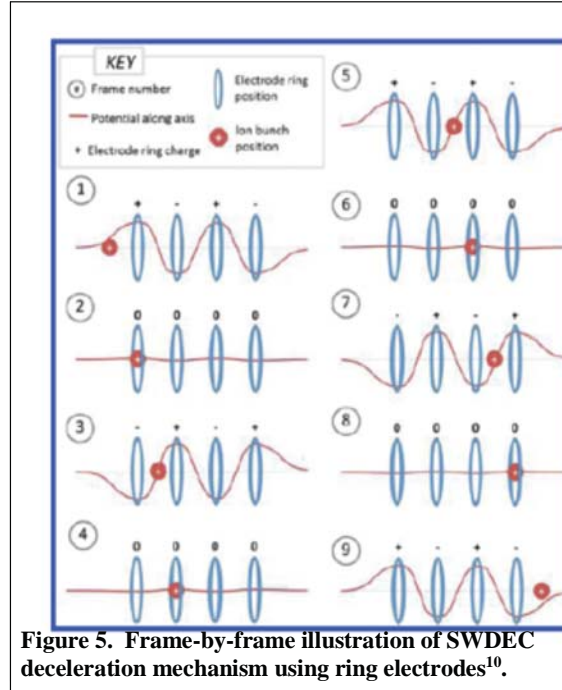 KEY
Frame number
Potential along axis
+ Electrode ring charge
Electrode ring
position
Ion bunch
position
1
+ - + -
2
0 0 0 0
3
- + - +
4
0 0 0 0
5
+ - + -
6
0 0 0 0
7
- + - +
8
0 0 0 0
9
+ - + -
Figure 5. Frame-by-frame illustration of SWDEC
deceleration mechanism using ring electrodes¹⁰.